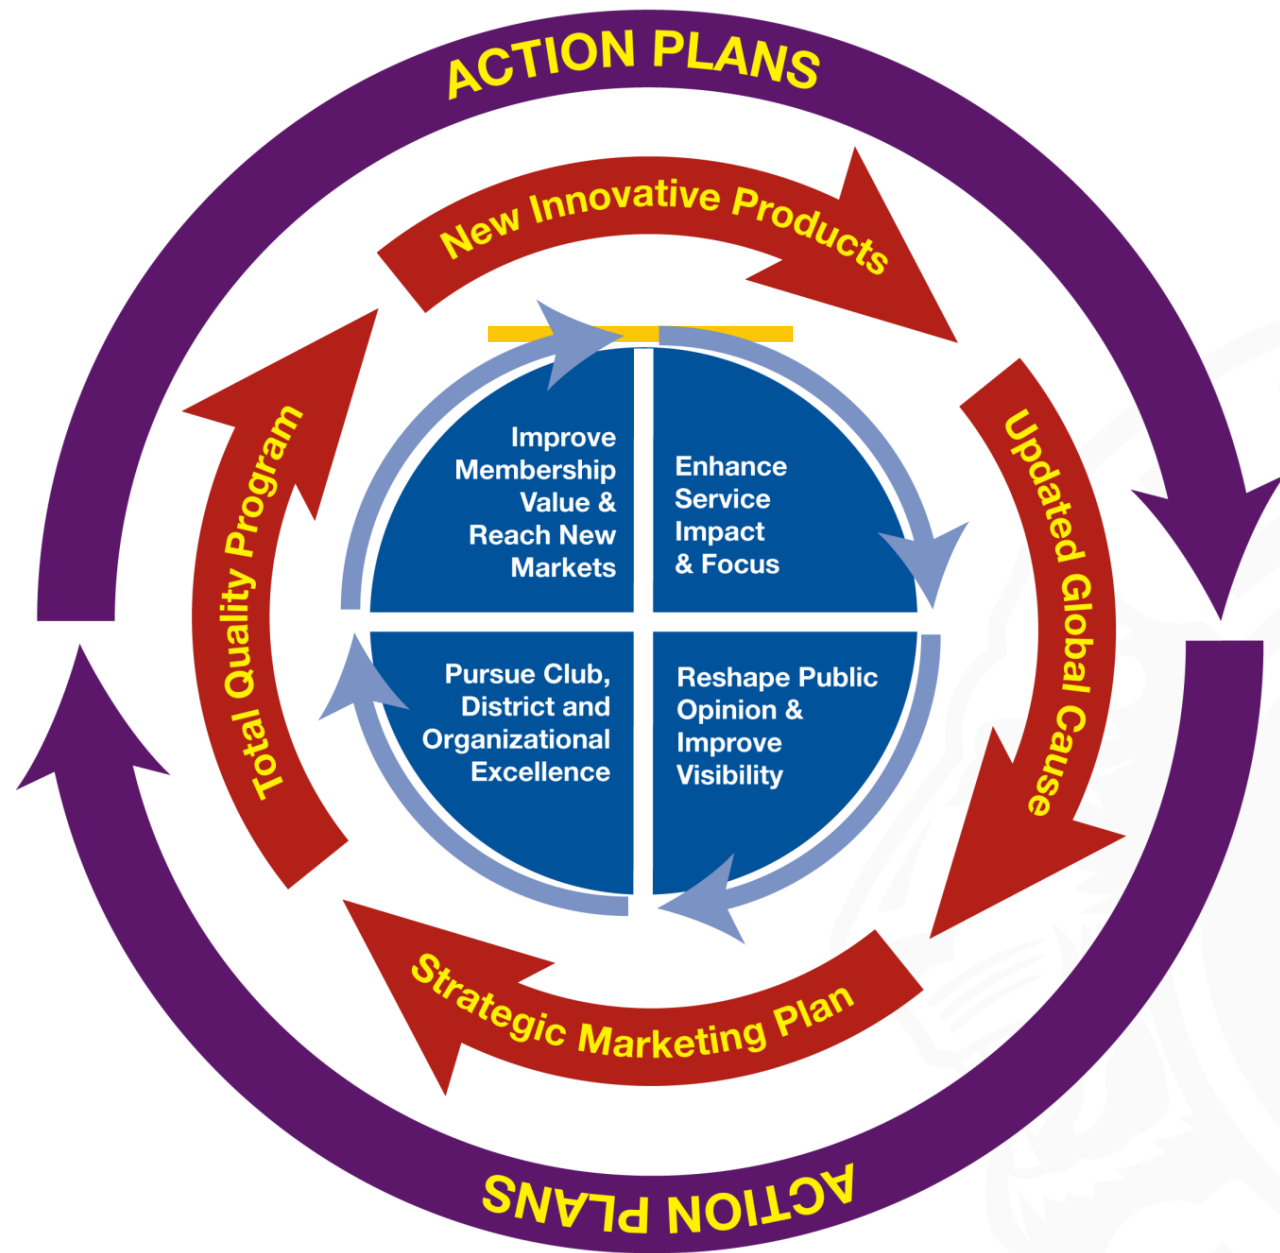 ACTION PLANS
New Innovative Products
Updated Global Cause
Strategic Marketing Plan
Total Quality Program
Improve
Membership
Value &
Reach New
Markets
Enhance
Service
Impact
& Focus
Pursue Club,
District and
Organizational
Excellence
Reshape Public
Opinion &
Improve
Visibility
ACTION PLANS